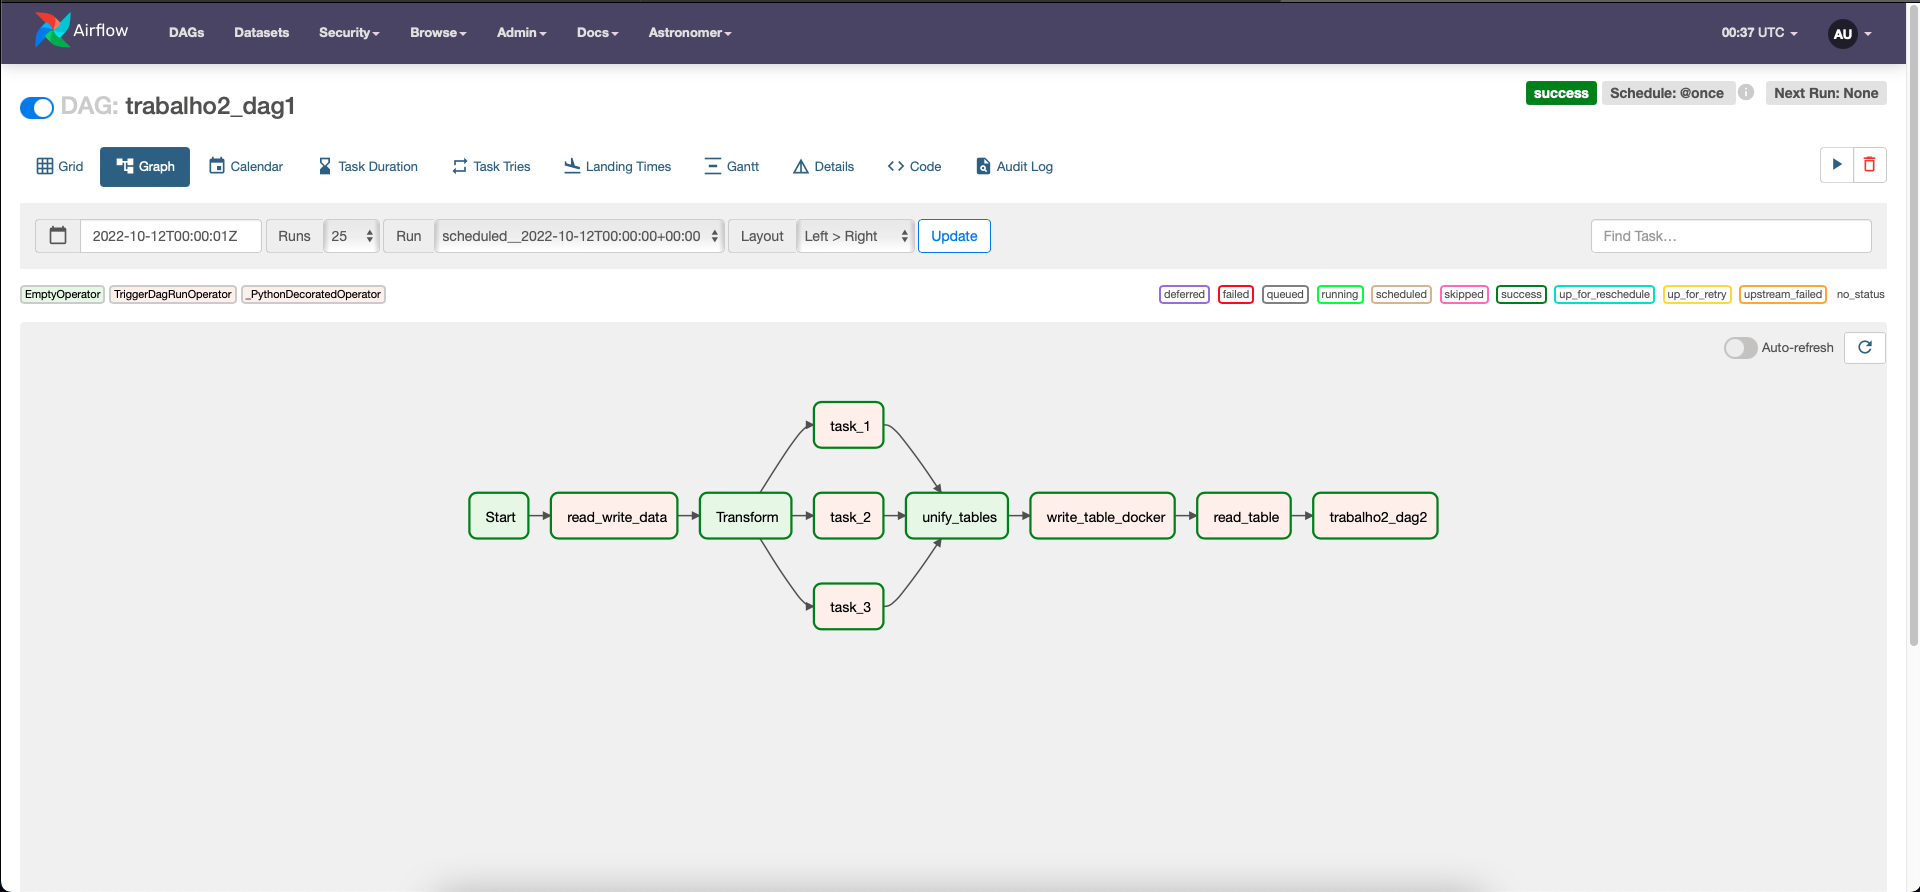 Airflow DAGs Datasets Security Browse Admin Docs Astronomer 00:37 UTC AU
DAG: trabalho2_dag1 success Schedule: @once i Next Run: None
Grid Graph Calendar Task Duration Task Tries Landing Times Gantt Details Code Audit Log
2022-10-12T00:00:01Z Runs 25 Run scheduled__2022-10-12T00:00:00+00:00 Layout Left > Right Update Find Task...
EmptyOperator TriggerDagRunOperator _PythonDecoratedOperator deferred failed queued running scheduled skipped success up_for_reschedule up_for_retry upstream_failed no_status
Auto-refresh
task_1
Start read_write_data Transform task_2 unify_tables write_table_docker read_table trabalho2_dag2
task_3